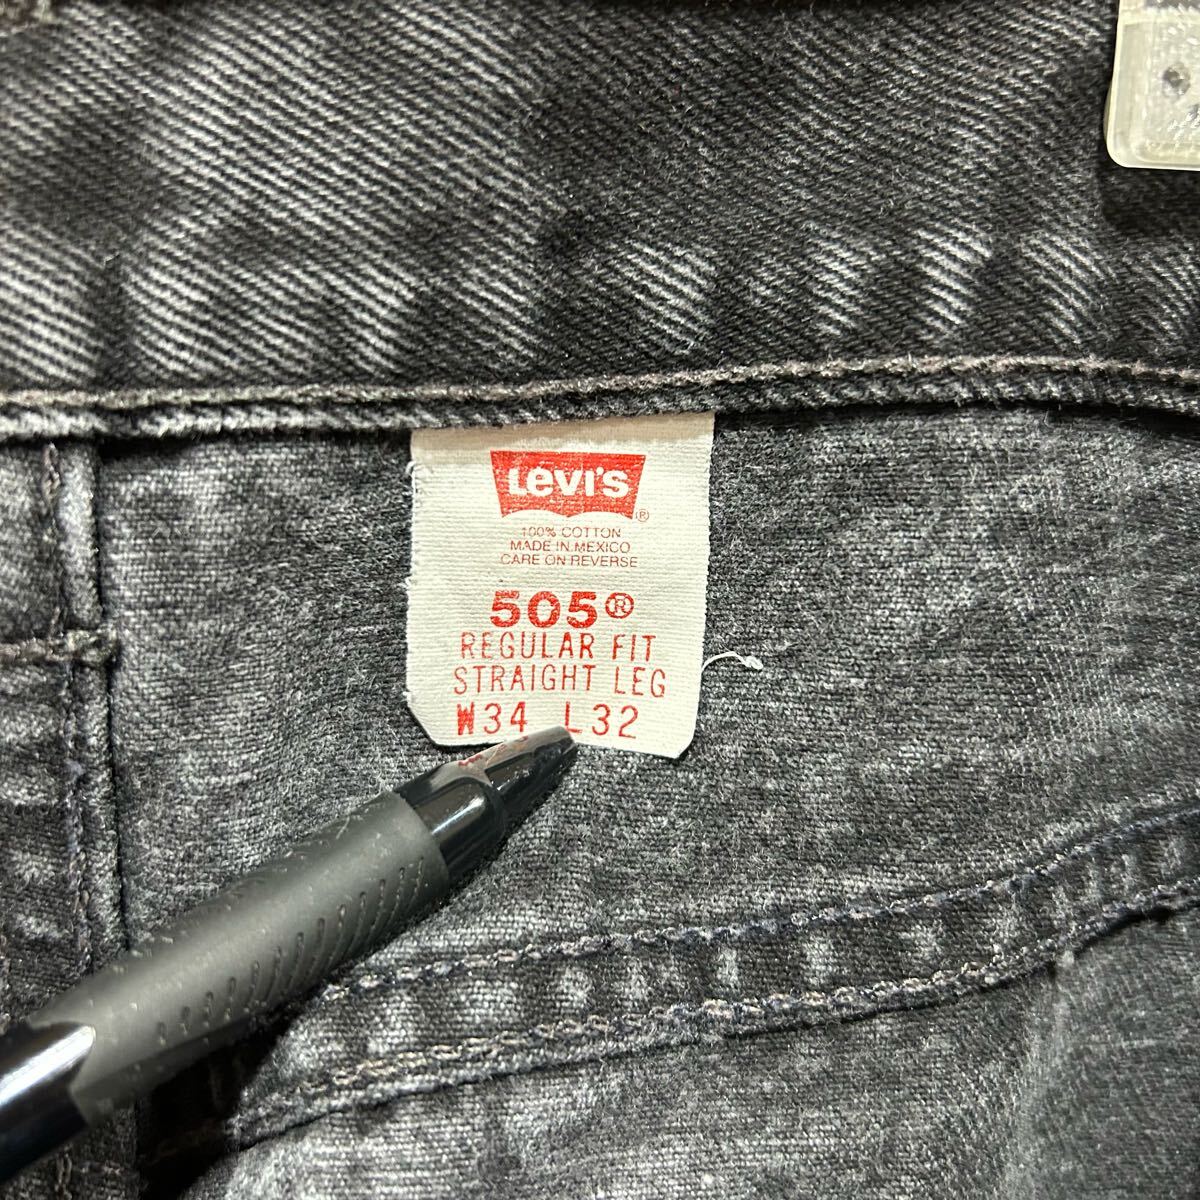 Levi's ®
100% COTTON
MADE IN MEXICO
CARE ON REVERSE
505®
REGULAR FIT
STRAIGHT LEG
W34 L32